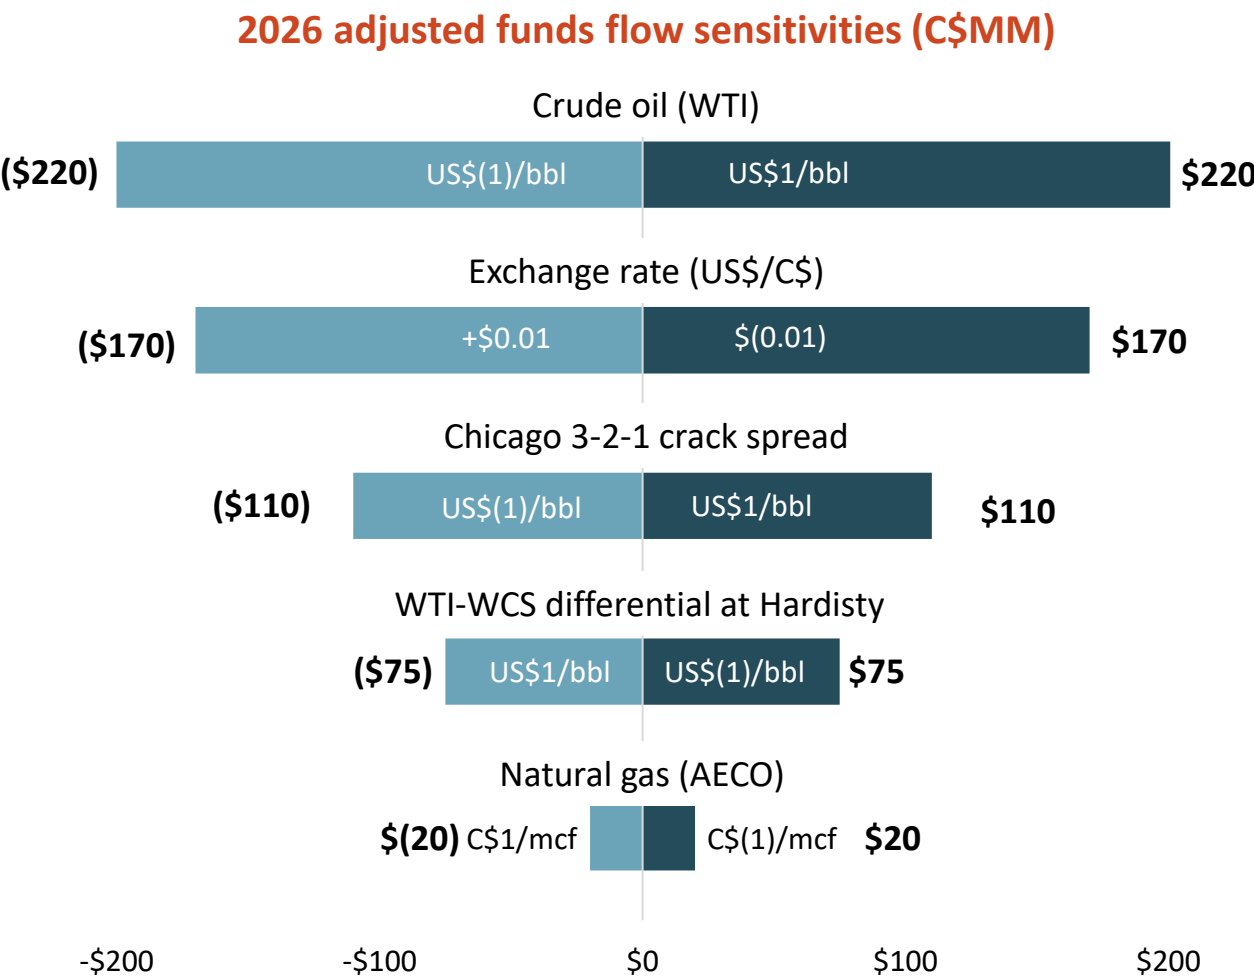 2026 adjusted funds flow sensitivities (C$MM)
Crude oil (WTI)
($220) US$(1)/bbl US$1/bbl $220
Exchange rate (US$/C$)
($170) +$0.01 $(0.01) $170
Chicago 3-2-1 crack spread
($110) US$(1)/bbl US$1/bbl $110
WTI-WCS differential at Hardisty
($75) US$1/bbl US$(1)/bbl $75
Natural gas (AECO)
$(20) C$1/mcf C$(1)/mcf $20
-$200 -$100 $0 $100 $200